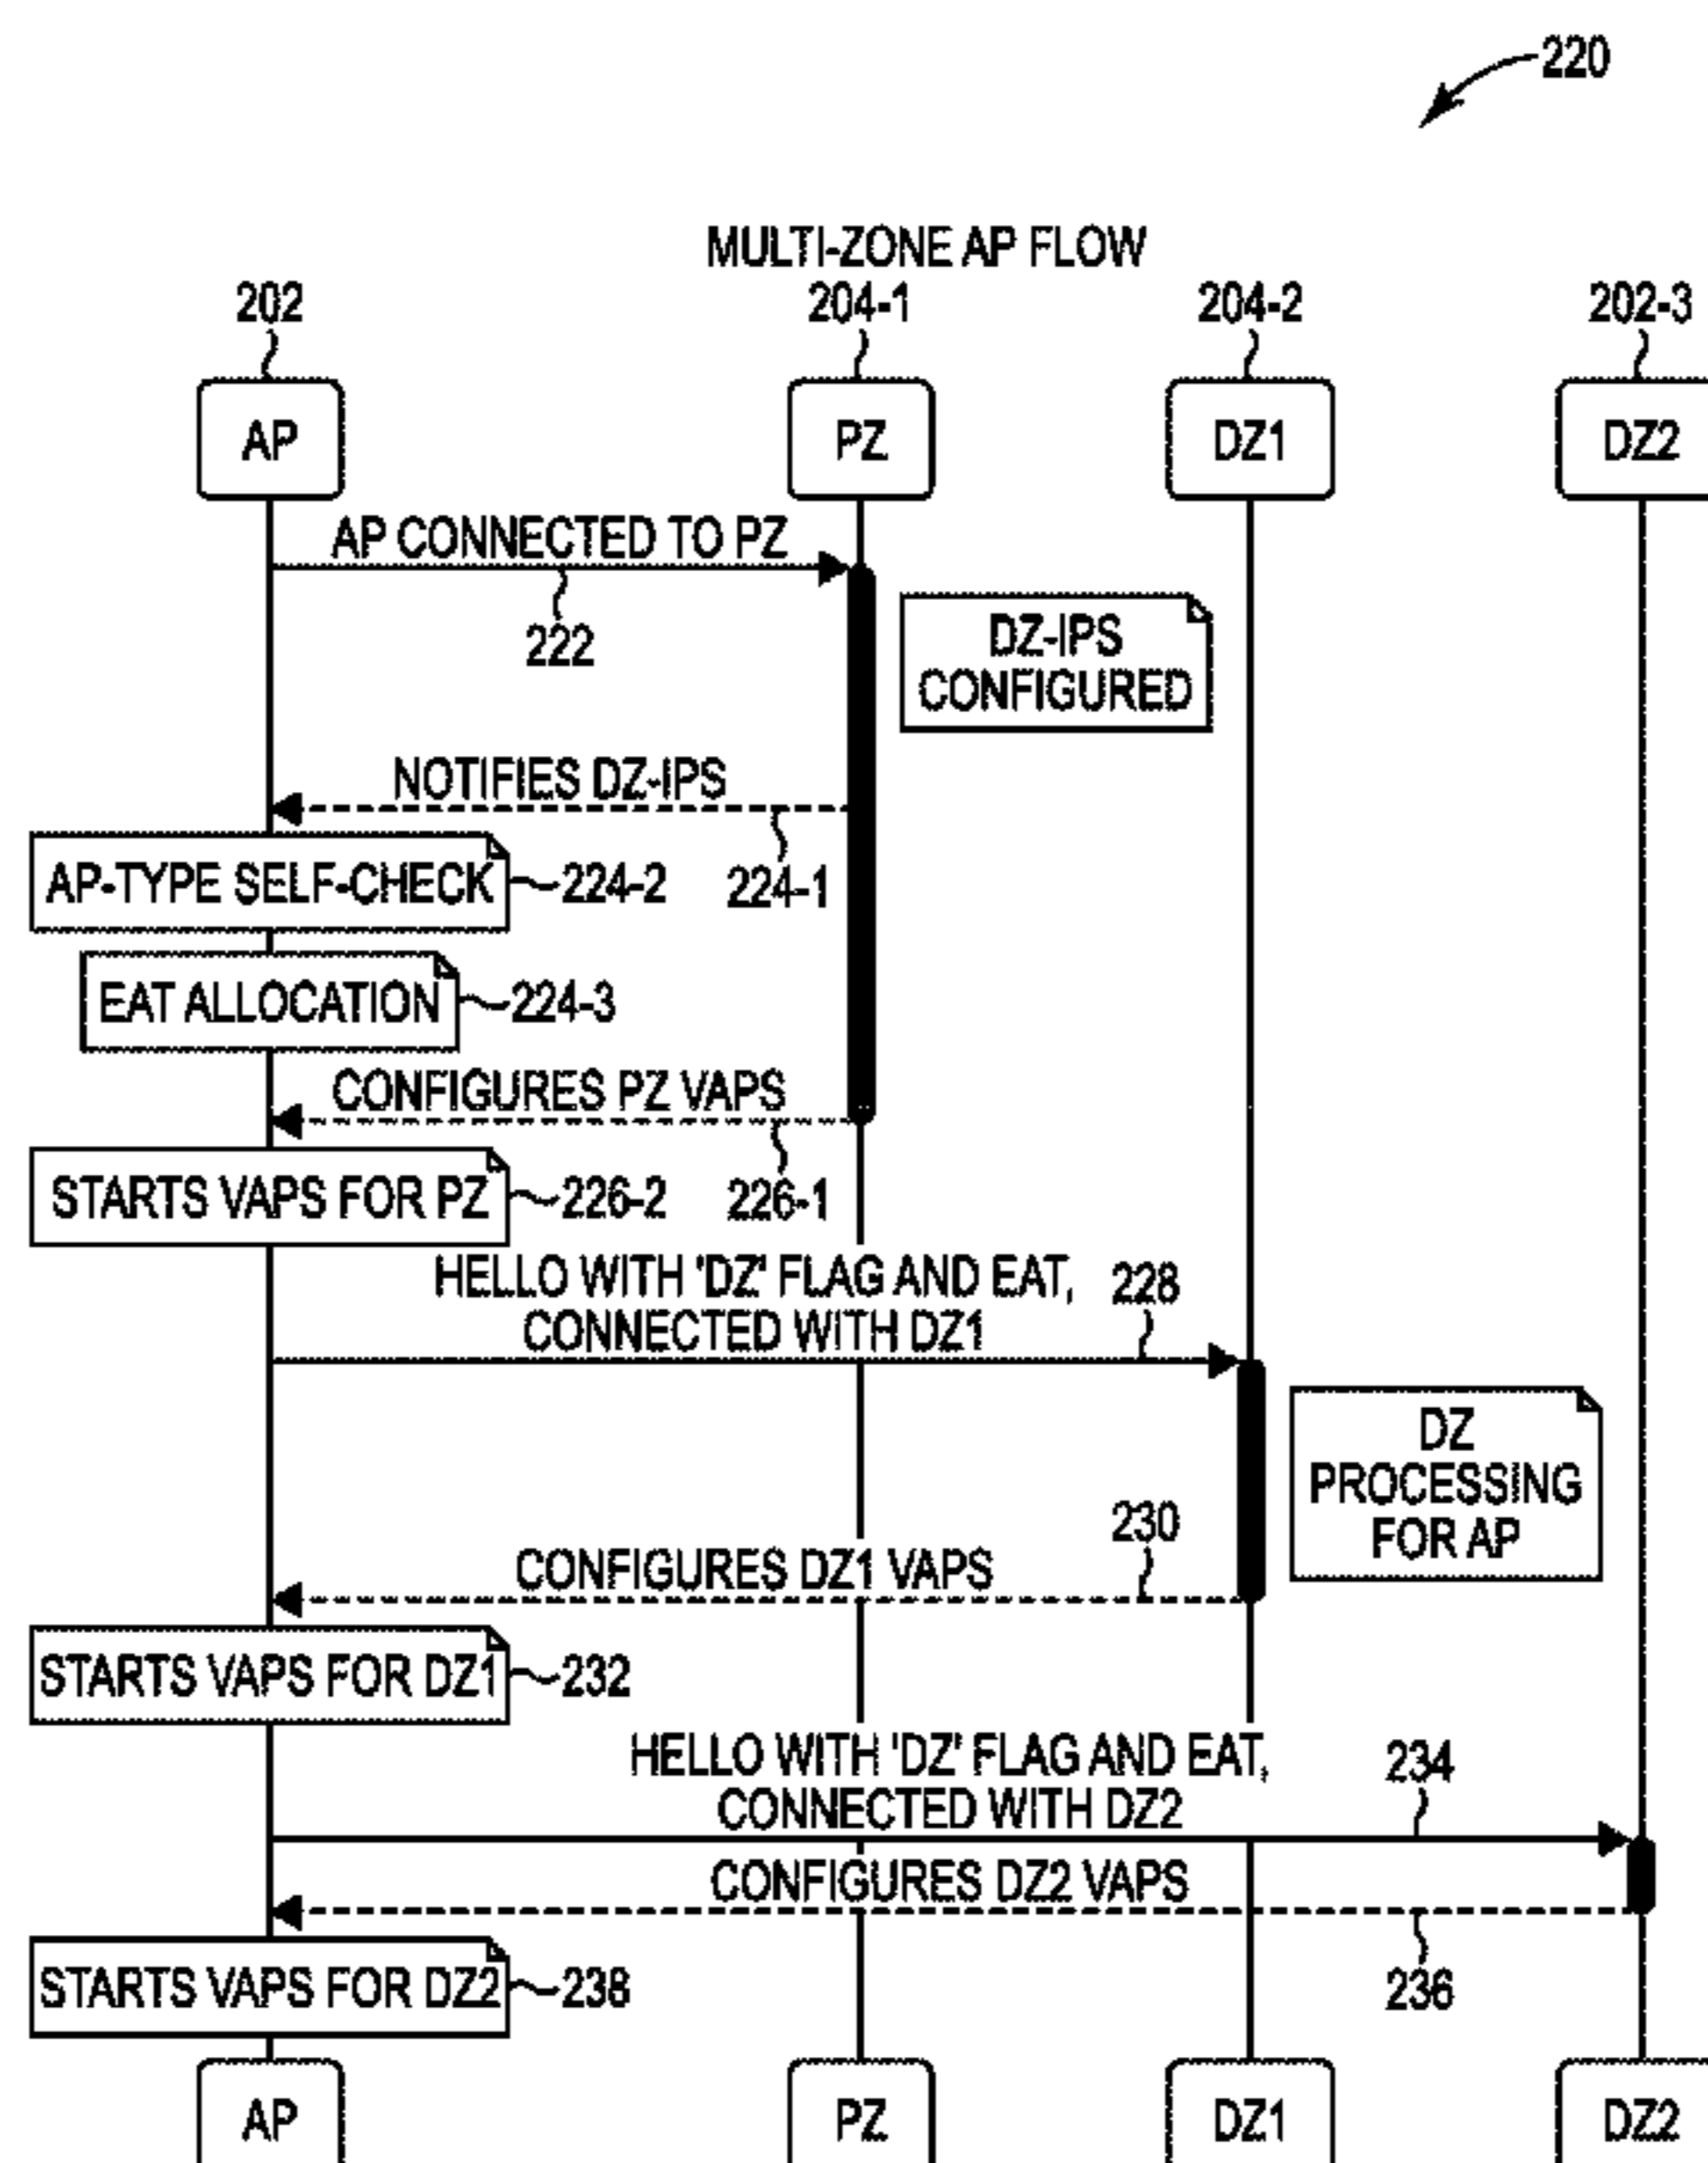 220
MULTI-ZONE AP FLOW
202
204-1
204-2
202-3
AP
PZ
DZ1
DZ2
AP CONNECTED TO PZ
222
DZ-IPS
CONFIGURED
NOTIFIES DZ-IPS
224-1
AP-TYPE SELF-CHECK
224-2
EAT ALLOCATION
224-3
CONFIGURES PZ VAPS
226-1
STARTS VAPS FOR PZ
226-2
HELLO WITH 'DZ' FLAG AND EAT,
CONNECTED WITH DZ1
228
DZ
PROCESSING
FOR AP
230
CONFIGURES DZ1 VAPS
STARTS VAPS FOR DZ1
232
HELLO WITH 'DZ' FLAG AND EAT,
CONNECTED WITH DZ2
234
CONFIGURES DZ2 VAPS
236
STARTS VAPS FOR DZ2
238
AP
PZ
DZ1
DZ2